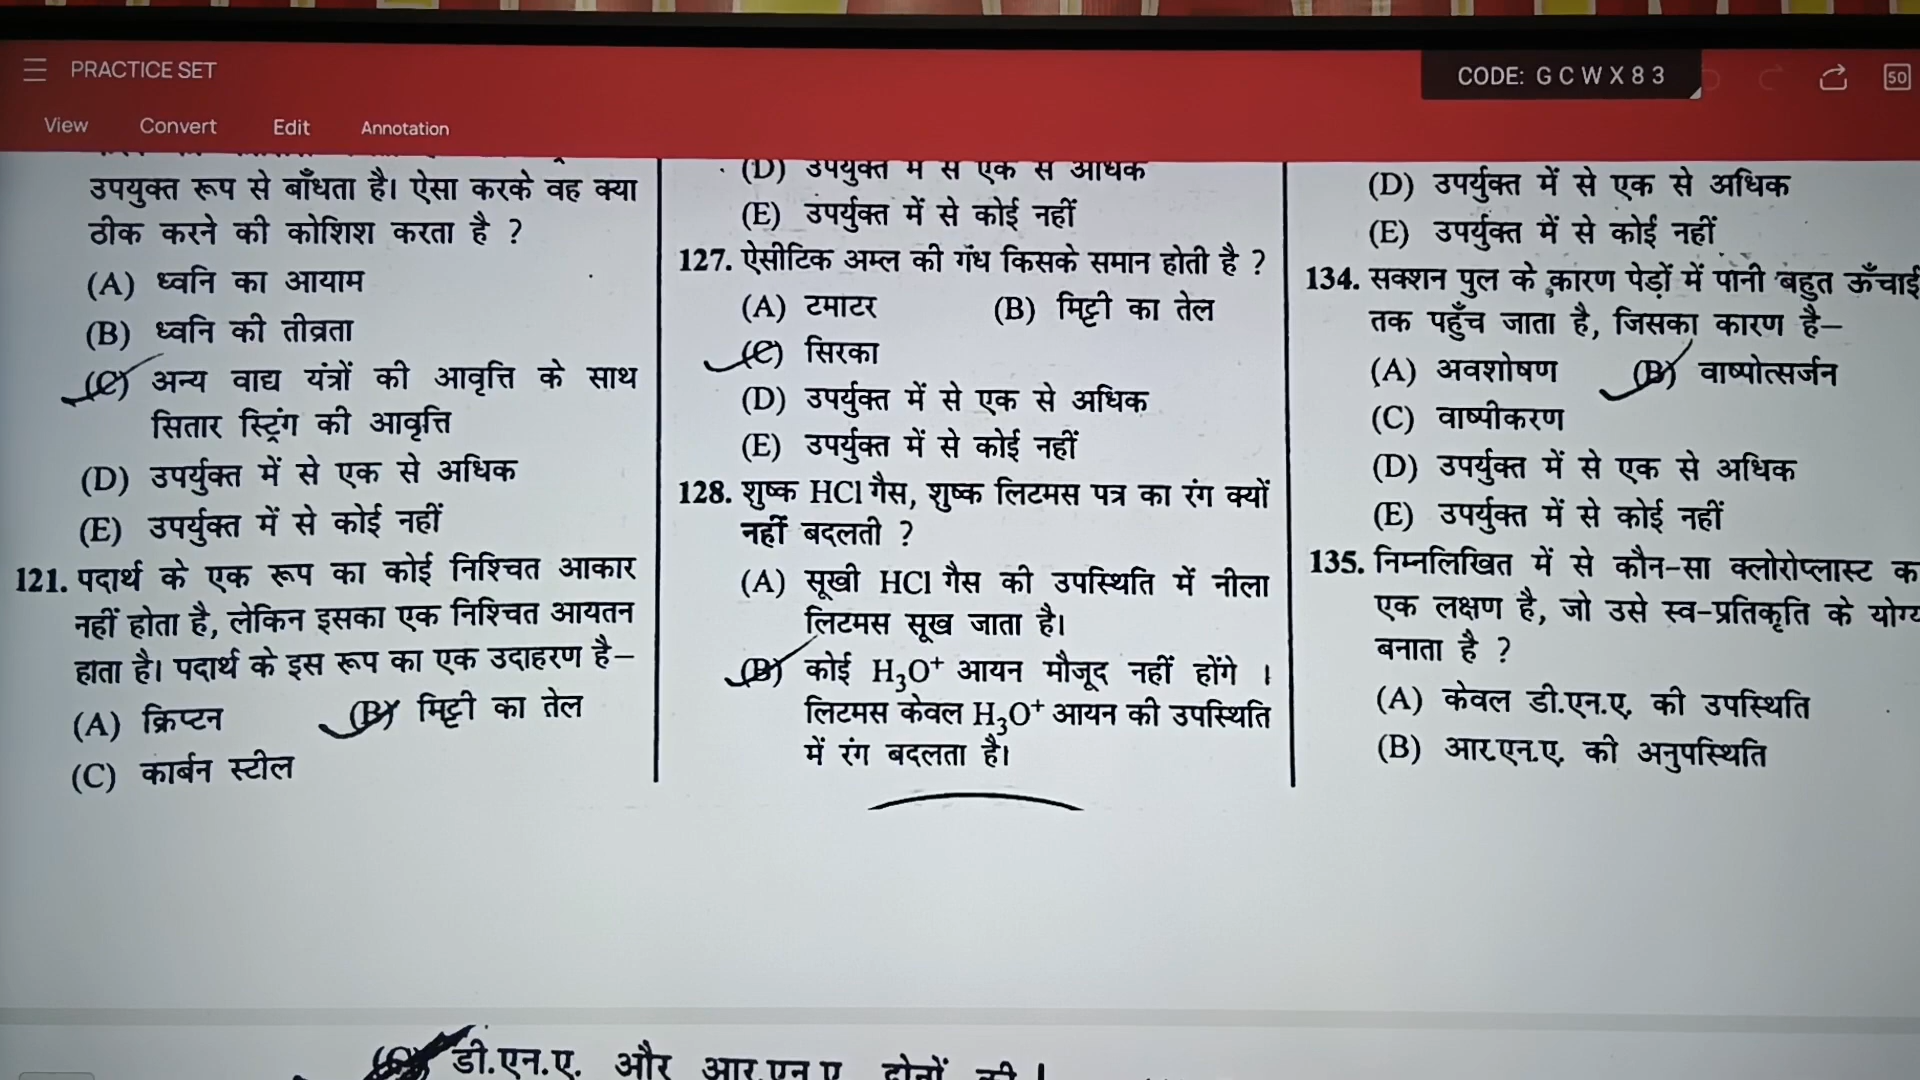 PRACTICE SET
CODE: G C W X 8 3
50
View Convert Edit Annotation
उपयुक्त रूप से बाँधता है। ऐसा करके वह क्या
ठीक करने की कोशिश करता है ?
(A) ध्वनि का आयाम
(B) ध्वनि की तीव्रता
(C) अन्य वाद्य यंत्रों की आवृत्ति के साथ
सितार स्ट्रिंग की आवृत्ति
(D) उपर्युक्त में से एक से अधिक
(E) उपर्युक्त में से कोई नहीं
121. पदार्थ के एक रूप का कोई निश्चित आकार
नहीं होता है, लेकिन इसका एक निश्चित आयतन
हाता है। पदार्थ के इस रूप का एक उदाहरण है–
(A) क्रिप्टन (B) मिट्टी का तेल
(C) कार्बन स्टील
(D) उपर्युक्त में से एक से अधिक
(E) उपर्युक्त में से कोई नहीं
127. ऐसीटिक अम्ल की गंध किसके समान होती है ?
(A) टमाटर (B) मिट्टी का तेल
(C) सिरका
(D) उपर्युक्त में से एक से अधिक
(E) उपर्युक्त में से कोई नहीं
128. शुष्क HCl गैस, शुष्क लिटमस पत्र का रंग क्यों
नहीं बदलती ?
(A) सूखी HCl गैस की उपस्थिति में नीला
लिटमस सूख जाता है।
(B) कोई H₃O⁺ आयन मौजूद नहीं होंगे ।
लिटमस केवल H₃O⁺ आयन की उपस्थिति
में रंग बदलता है।
(D) उपर्युक्त में से एक से अधिक
(E) उपर्युक्त में से कोई नहीं
134. सक्शन पुल के कारण पेड़ों में पानी बहुत ऊँचाई
तक पहुँच जाता है, जिसका कारण है–
(A) अवशोषण (B) वाष्पोत्सर्जन
(C) वाष्पीकरण
(D) उपर्युक्त में से एक से अधिक
(E) उपर्युक्त में से कोई नहीं
135. निम्नलिखित में से कौन-सा क्लोरोप्लास्ट क
एक लक्षण है, जो उसे स्व-प्रतिकृति के योग्य
बनाता है ?
(A) केवल डी.एन.ए. की उपस्थिति
(B) आर.एन.ए. की अनुपस्थिति
(C) डी.एन.ए. और आर.एन.ए. दोनों की